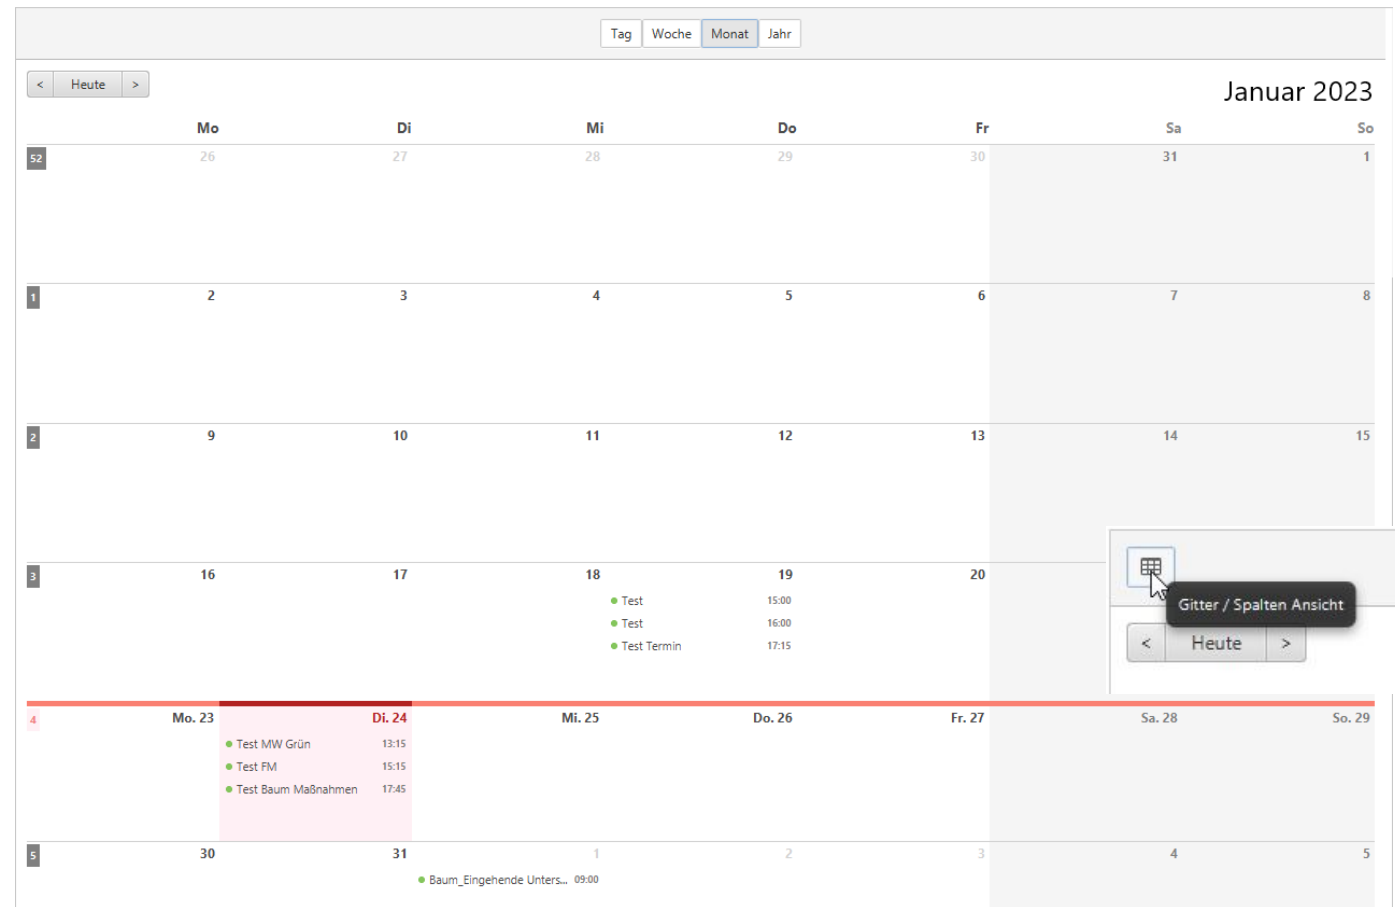 Tag Woche Monat Jahr
< Heute >
Januar 2023
Mo Di Mi Do Fr Sa So
52 26 27 28 29 30 31 1
1 2 3 4 5 6 7 8
2 9 10 11 12 13 14 15
3 16 17 18 19 20
Test 15:00
Test 16:00
Test Termin 17:15
Gitter / Spalten Ansicht
< Heute >
4 Mo. 23 Di. 24 Mi. 25 Do. 26 Fr. 27 Sa. 28 So. 29
Test MW Grün 13:15
Test FM 15:15
Test Baum Maßnahmen 17:45
5 30 31 1 2 3 4 5
Baum_Eingehende Unters... 09:00